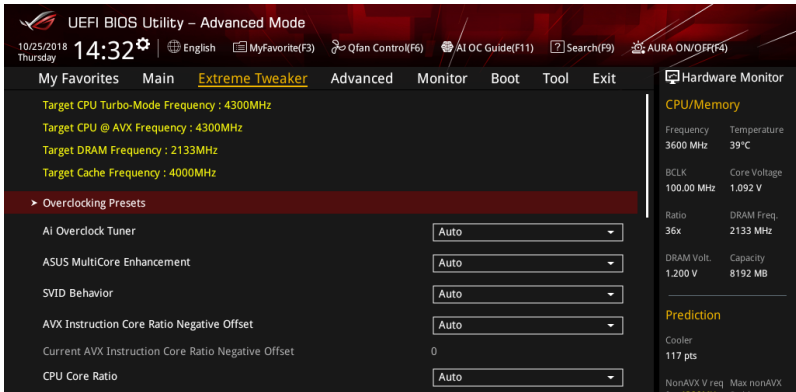 UEFI BIOS Utility – Advanced Mode
10/25/2018
Thursday
14:32
English
MyFavorite(F3)
Qfan Control(F6)
AI OC Guide(F11)
Search(F9)
AURA ON/OFF(F4)
My Favorites Main Extreme Tweaker Advanced Monitor Boot Tool Exit
Hardware Monitor
Target CPU Turbo-Mode Frequency : 4300MHz
Target CPU @ AVX Frequency : 4300MHz
Target DRAM Frequency : 2133MHz
Target Cache Frequency : 4000MHz
Overclocking Presets
Ai Overclock Tuner Auto
ASUS MultiCore Enhancement Auto
SVID Behavior Auto
AVX Instruction Core Ratio Negative Offset Auto
Current AVX Instruction Core Ratio Negative Offset 0
CPU Core Ratio Auto
CPU/Memory
Frequency Temperature
3600 MHz 39°C
BCLK Core Voltage
100.00 MHz 1.092 V
Ratio DRAM Freq.
36x 2133 MHz
DRAM Volt. Capacity
1.200 V 8192 MB
Prediction
Cooler
117 pts
NonAVX V req Max nonAVX